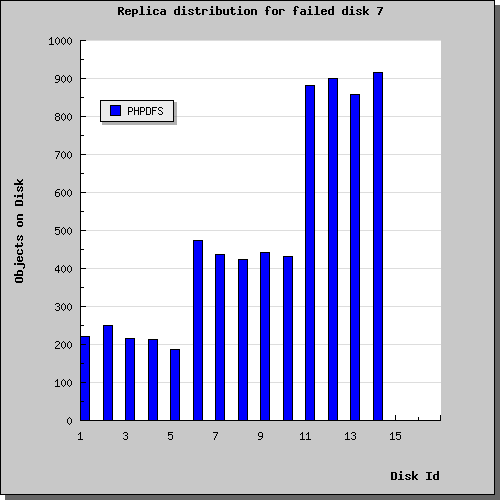 Replica distribution for failed disk 7
1000
900
800
700
600
500
400
300
200
100
0
PHPDFS
Objects on Disk
1 3 5 7 9 11 13 15
Disk Id